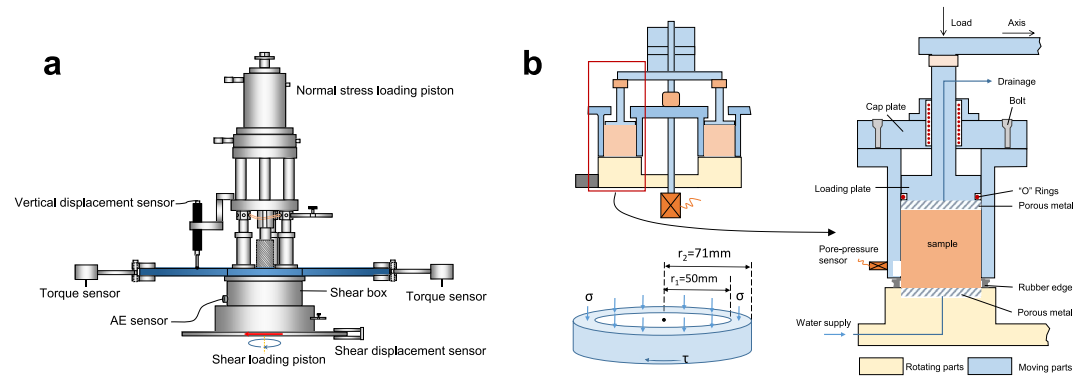 a
Normal stress loading piston
Vertical displacement sensor
Torque sensor
Torque sensor
Shear box
AE sensor
Shear displacement sensor
Shear loading piston
b
r₂=71mm
r₁=50mm
σ
σ
τ
Load
Axis
Drainage
Cap plate
Bolt
Loading plate
"O" Rings
Porous metal
sample
Pore-pressure
sensor
Rubber edge
Porous metal
Water supply
Rotating parts
Moving parts